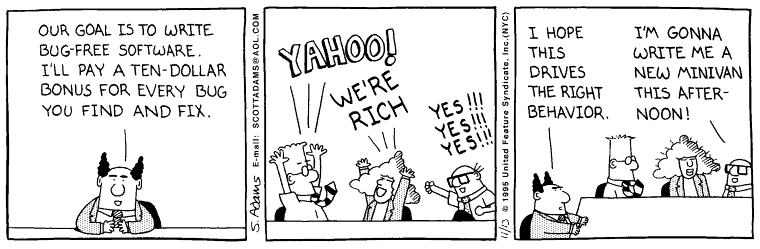 OUR GOAL IS TO WRITE
BUG-FREE SOFTWARE.
I'LL PAY A TEN-DOLLAR
BONUS FOR EVERY BUG
YOU FIND AND FIX.
S. Adams E-mail: SCOTTADAMS@AOL.COM
YAHOO!
WE'RE
RICH
YES!!!
YES!!!
YES!!!
11/13 © 1995 United Feature Syndicate, Inc.(NYC)
I HOPE
THIS
DRIVES
THE RIGHT
BEHAVIOR.
I'M GONNA
WRITE ME A
NEW MINIVAN
THIS AFTER-
NOON!